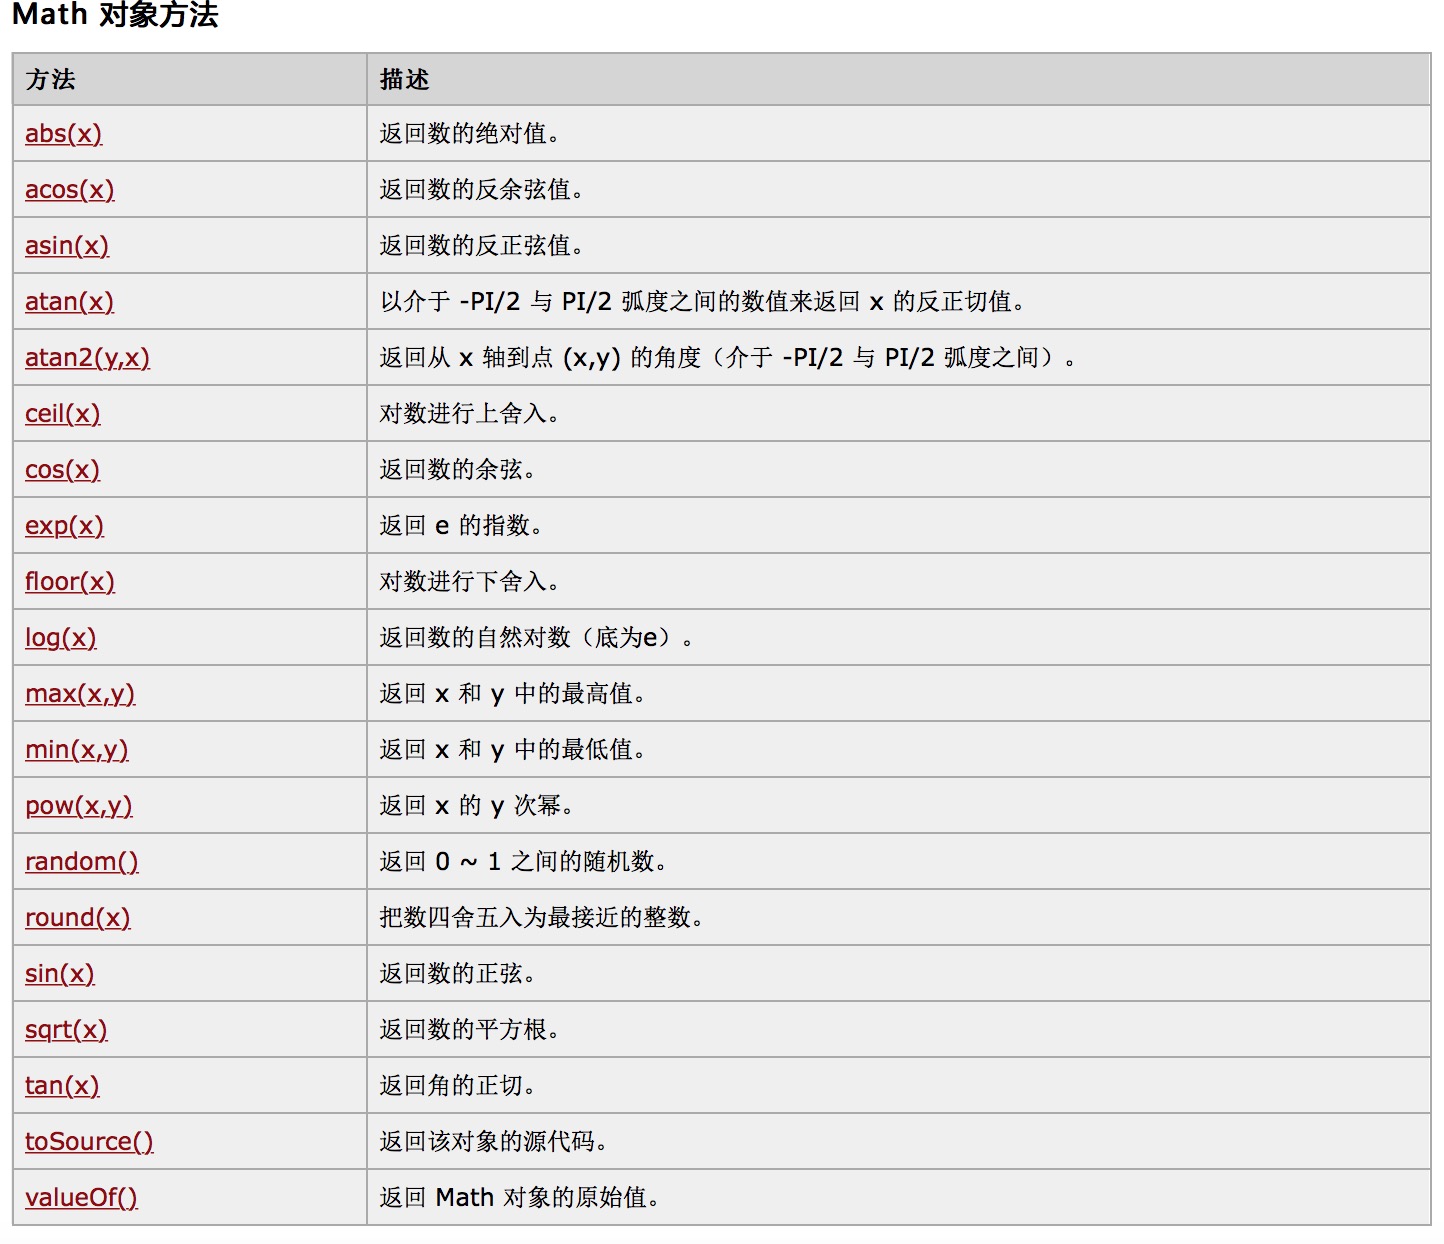 Math 对象方法
方法 描述
abs(x) 返回数的绝对值。
acos(x) 返回数的反余弦值。
asin(x) 返回数的反正弦值。
atan(x) 以介于 -PI/2 与 PI/2 弧度之间的数值来返回 x 的反正切值。
atan2(y,x) 返回从 x 轴到点 (x,y) 的角度（介于 -PI/2 与 PI/2 弧度之间）。
ceil(x) 对数进行上舍入。
cos(x) 返回数的余弦。
exp(x) 返回 e 的指数。
floor(x) 对数进行下舍入。
log(x) 返回数的自然对数（底为e）。
max(x,y) 返回 x 和 y 中的最高值。
min(x,y) 返回 x 和 y 中的最低值。
pow(x,y) 返回 x 的 y 次幂。
random() 返回 0 ~ 1 之间的随机数。
round(x) 把数四舍五入为最接近的整数。
sin(x) 返回数的正弦。
sqrt(x) 返回数的平方根。
tan(x) 返回角的正切。
toSource() 返回该对象的源代码。
valueOf() 返回 Math 对象的原始值。